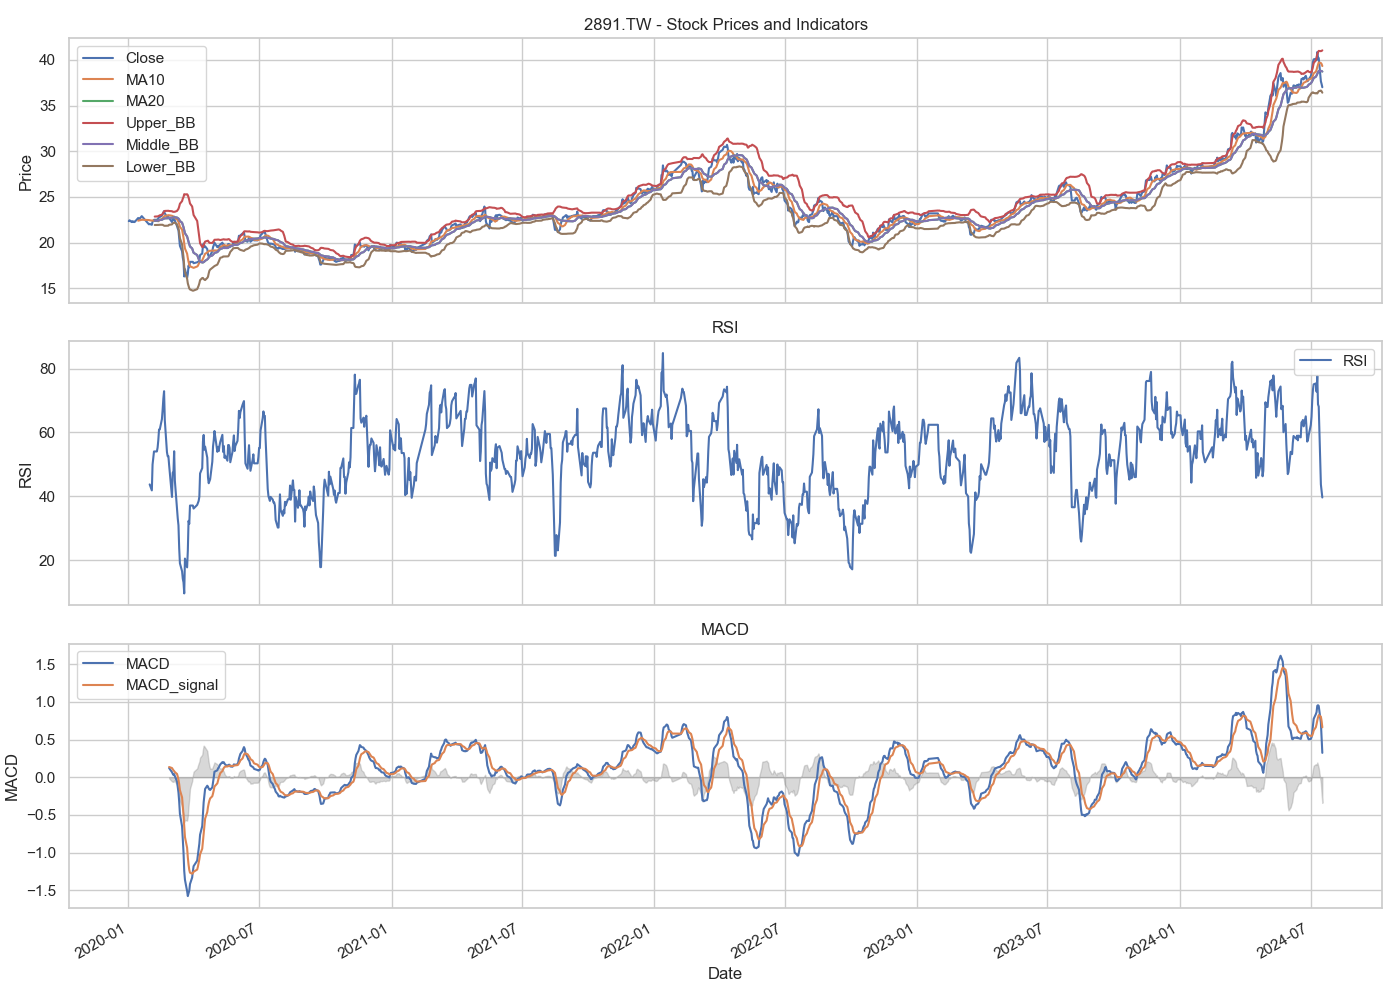 2891.TW - Stock Prices and Indicators
Close
MA10
MA20
Upper_BB
Middle_BB
Lower_BB
Price
40
35
30
25
20
15
RSI
RSI
RSI
80
60
40
20
MACD
MACD
MACD_signal
MACD
1.5
1.0
0.5
0.0
−0.5
−1.0
−1.5
2020-01
2020-07
2021-01
2021-07
2022-01
2022-07
2023-01
2023-07
2024-01
2024-07
Date